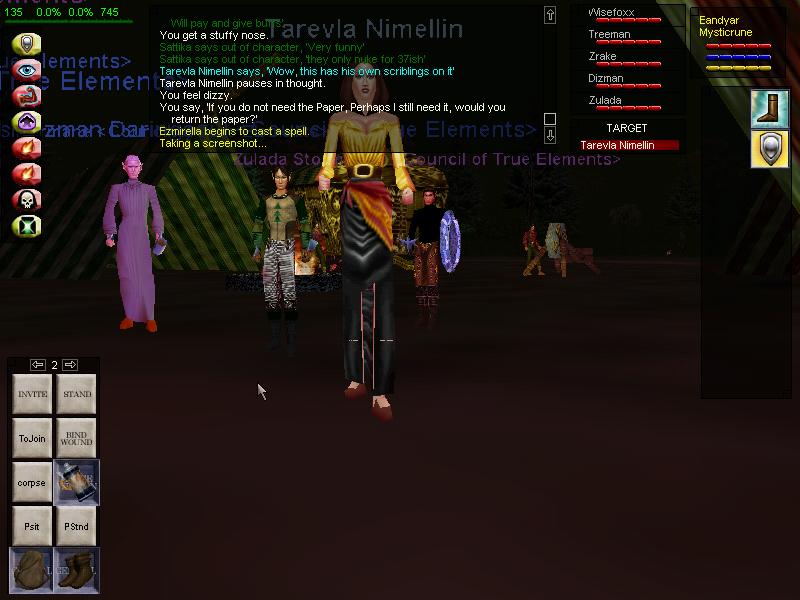 135 0.0% 0.0% 745
Will pay and give buffs'
You get a stuffy nose.
Sattika says out of character, 'Very funny'
Sattika says out of character, 'they only nuke for 37ish'
Tarevla Nimellin says, 'Wow, this has his own scriblings on it'
Tarevla Nimellin pauses in thought.
You feel dizzy.
You say, 'If you do not need the Paper, Perhaps I still need it, would you
return the paper?'
Ezmirella begins to cast a spell.
Taking a screenshot...
Tarevla Nimellin
Elements>
True Element
Elements>
Zulada
Council of True Elements>
Wisefoxx
Treeman
Zrake
Dizman
Zulada
TARGET
Tarevla Nimellin
Eandyar
Mysticrune
2
INVITE
STAND
ToJoin
BIND
WOUND
corpse
Psit
PStnd